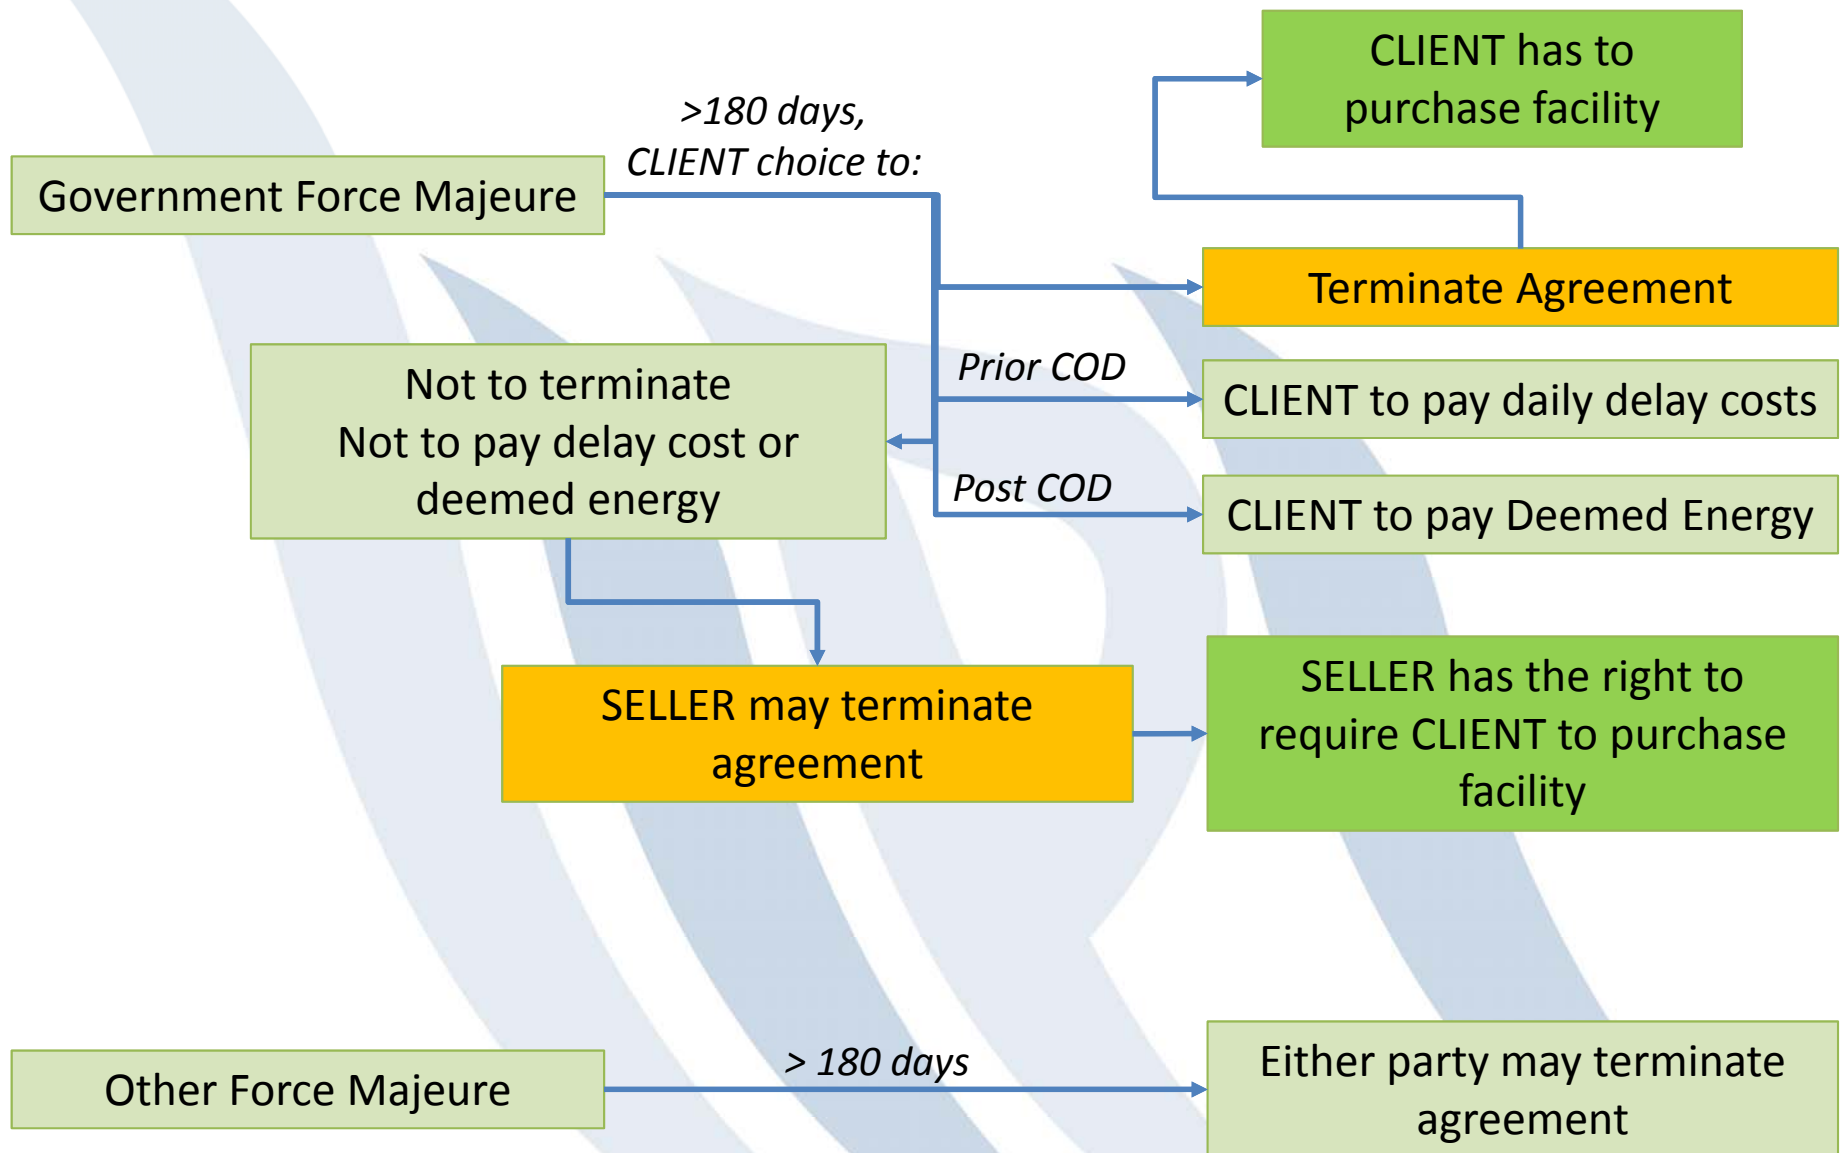 CLIENT has to
purchase facility
>180 days,
CLIENT choice to:
Government Force Majeure
Terminate Agreement
Prior COD
CLIENT to pay daily delay costs
Not to terminate
Not to pay delay cost or
deemed energy
Post COD
CLIENT to pay Deemed Energy
SELLER may terminate
agreement
SELLER has the right to
require CLIENT to purchase
facility
Other Force Majeure
> 180 days
Either party may terminate
agreement